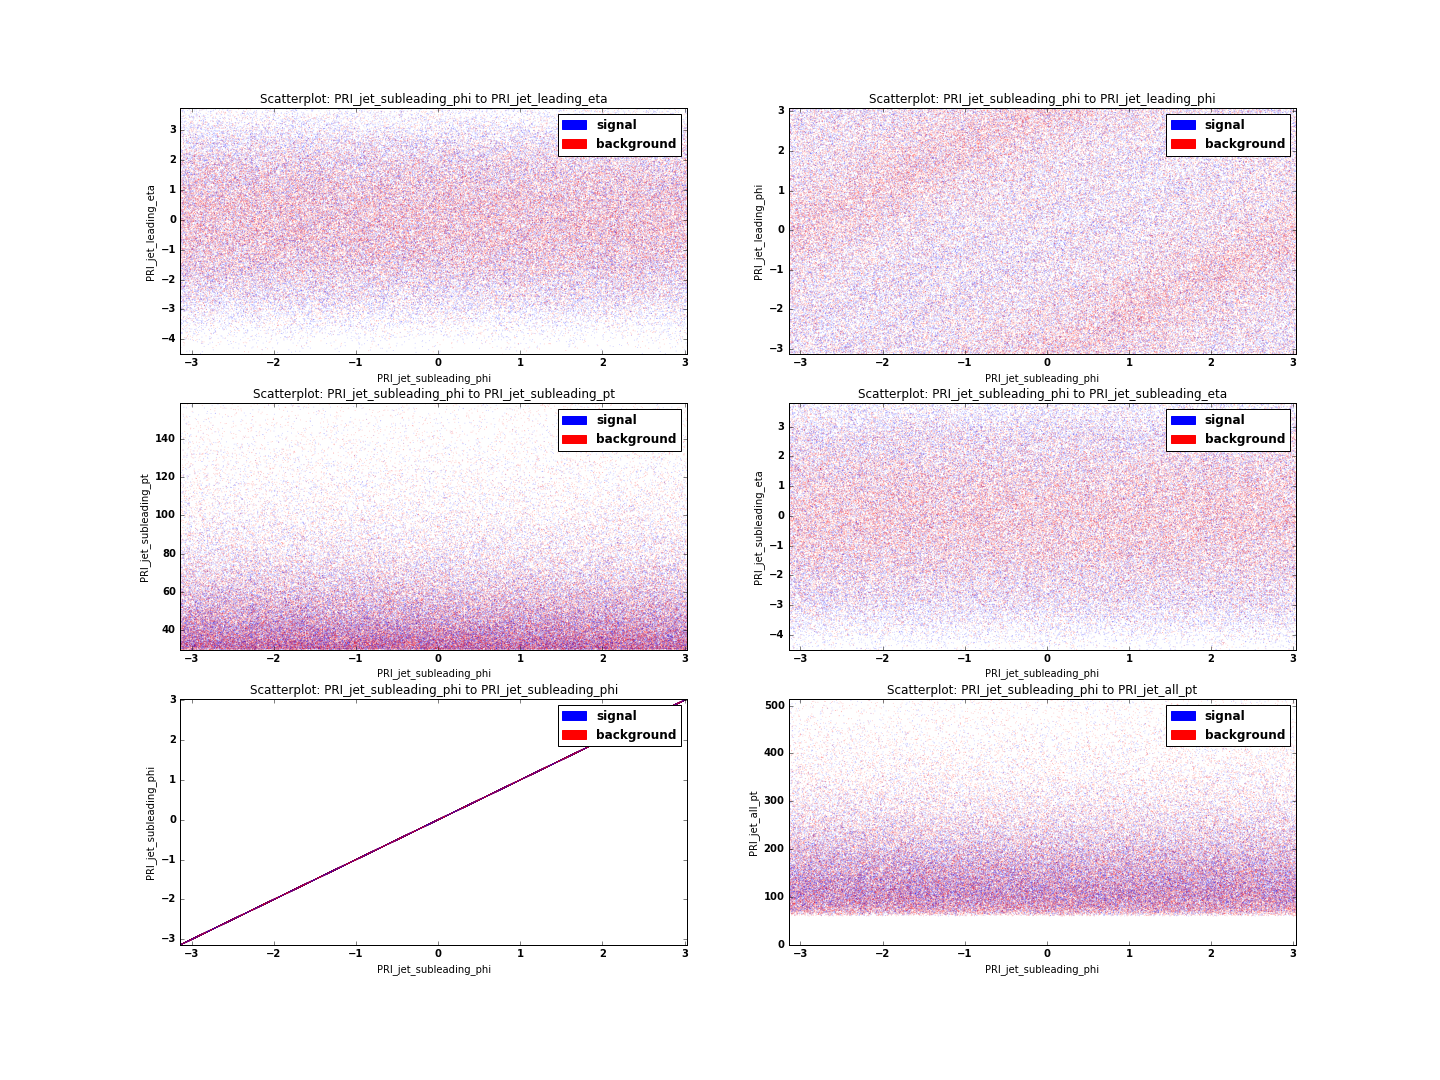 Scatterplot: PRI_jet_subleading_phi to PRI_jet_leading_eta
signal
background
PRI_jet_leading_eta
3
2
1
0
−1
−2
−3
−4
−3 −2 −1 0 1 2 3
PRI_jet_subleading_phi
Scatterplot: PRI_jet_subleading_phi to PRI_jet_leading_phi
signal
background
PRI_jet_leading_phi
3
2
1
0
−1
−2
−3
−3 −2 −1 0 1 2 3
PRI_jet_subleading_phi
Scatterplot: PRI_jet_subleading_phi to PRI_jet_subleading_pt
signal
background
PRI_jet_subleading_pt
140
120
100
80
60
40
−3 −2 −1 0 1 2 3
PRI_jet_subleading_phi
Scatterplot: PRI_jet_subleading_phi to PRI_jet_subleading_eta
signal
background
PRI_jet_subleading_eta
3
2
1
0
−1
−2
−3
−4
−3 −2 −1 0 1 2 3
PRI_jet_subleading_phi
Scatterplot: PRI_jet_subleading_phi to PRI_jet_subleading_phi
signal
background
PRI_jet_subleading_phi
3
2
1
0
−1
−2
−3
−3 −2 −1 0 1 2 3
PRI_jet_subleading_phi
Scatterplot: PRI_jet_subleading_phi to PRI_jet_all_pt
signal
background
PRI_jet_all_pt
500
400
300
200
100
0
−3 −2 −1 0 1 2 3
PRI_jet_subleading_phi